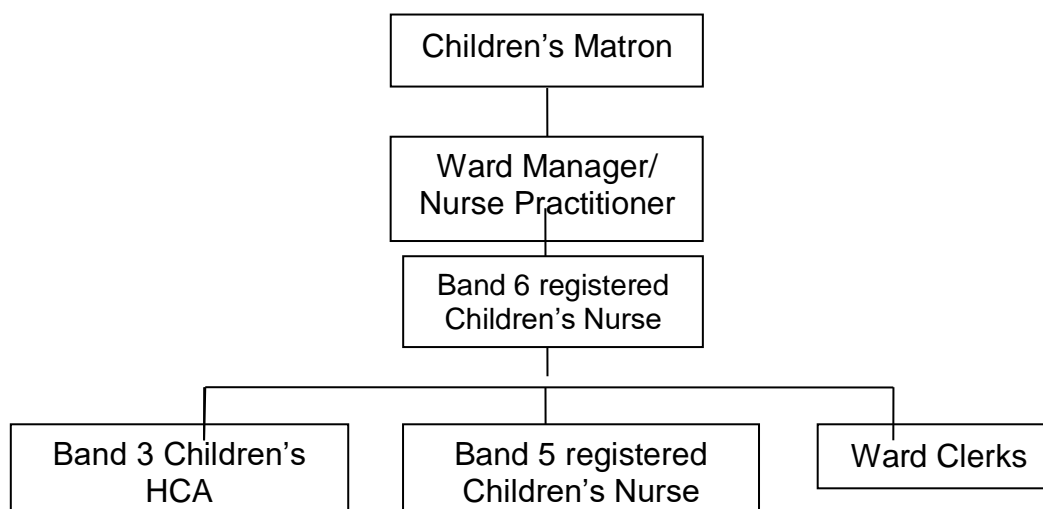 Children’s Matron
Ward Manager/
Nurse Practitioner
Band 6 registered
Children’s Nurse
Band 3 Children’s
HCA
Band 5 registered
Children’s Nurse
Ward Clerks